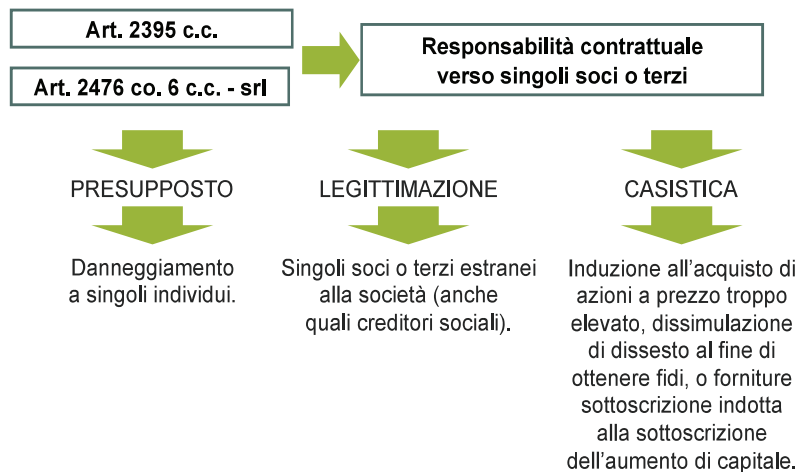 Art. 2395 c.c.
Art. 2476 co. 6 c.c. - srl
Responsabilità contrattuale
verso singoli soci o terzi
PRESUPPOSTO
Danneggiamento
a singoli individui.
LEGITTIMAZIONE
Singoli soci o terzi estranei
alla società (anche
quali creditori sociali).
CASISTICA
Induzione all'acquisto di
azioni a prezzo troppo
elevato, dissimulazione
di dissesto al fine di
ottenere fidi, o forniture
sottoscrizione indotta
alla sottoscrizione
dell'aumento di capitale.